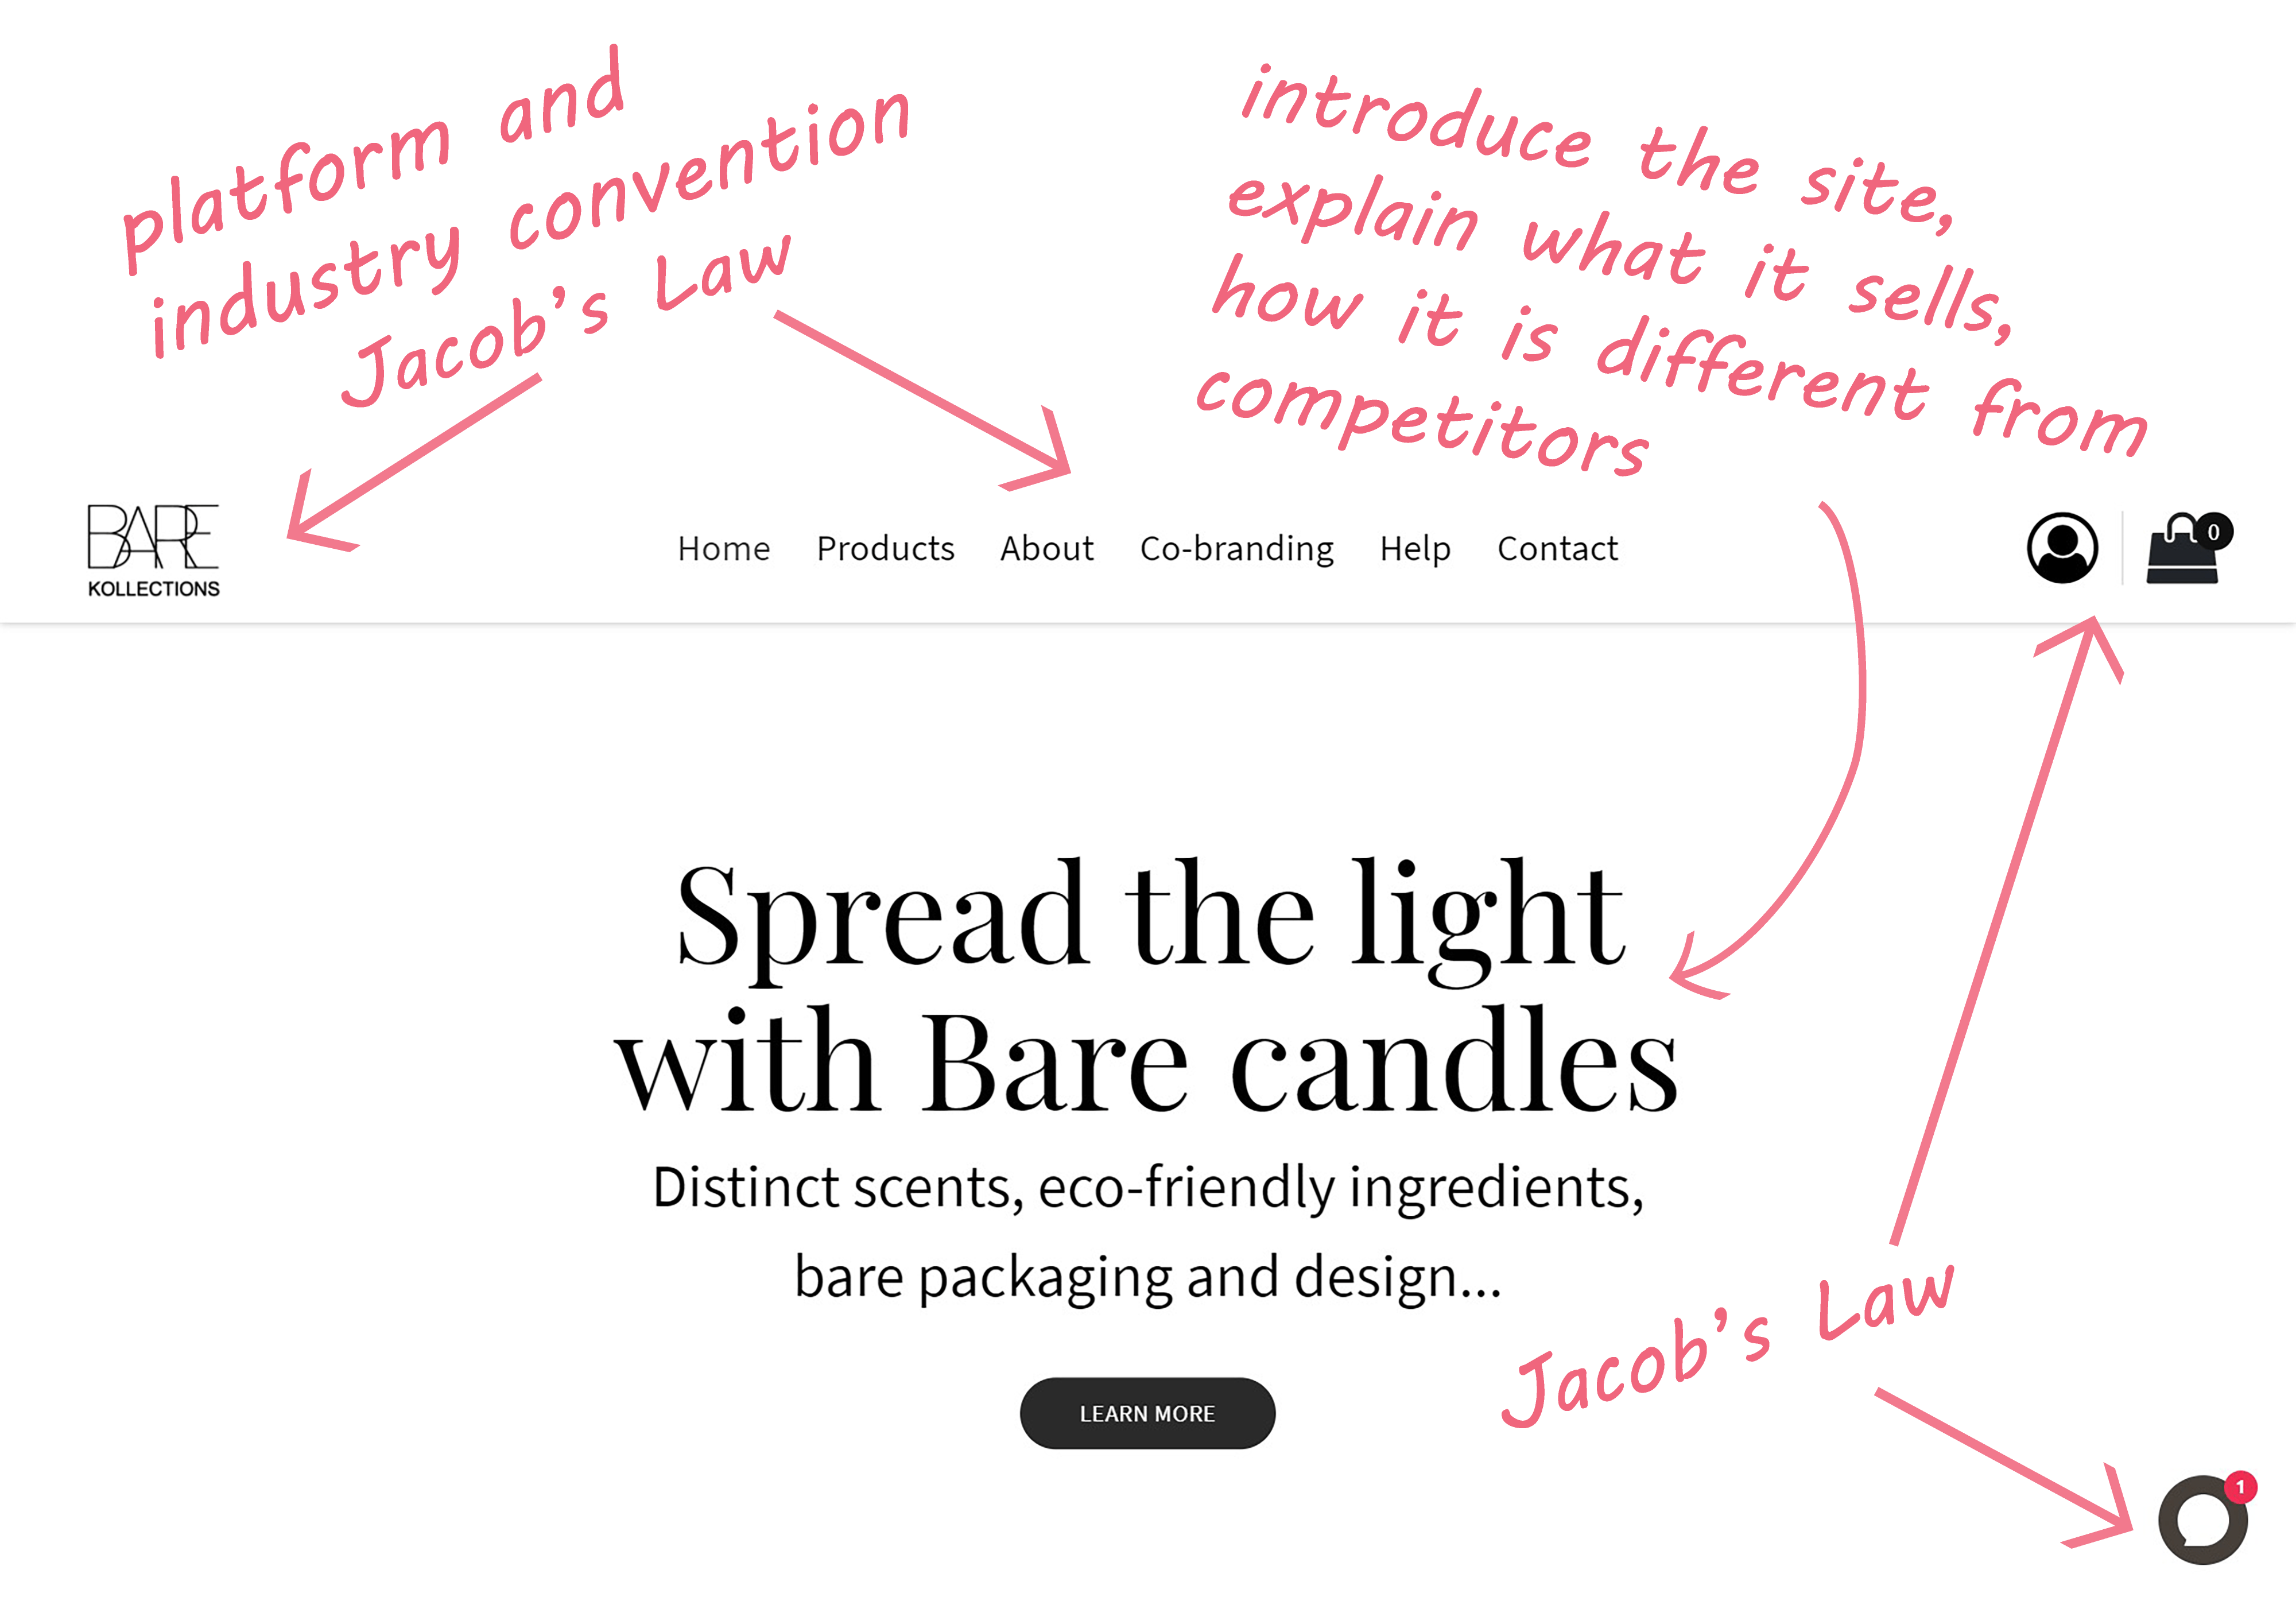 platform and
industry convention
Jacob's Law
introduce the site,
explain what it sells,
how it is different from
competitors
BARE
KOLLECTIONS
Home Products About Co-branding Help Contact
0
Spread the light
with Bare candles
Distinct scents, eco-friendly ingredients,
bare packaging and design...
LEARN MORE
Jacob's Law
1